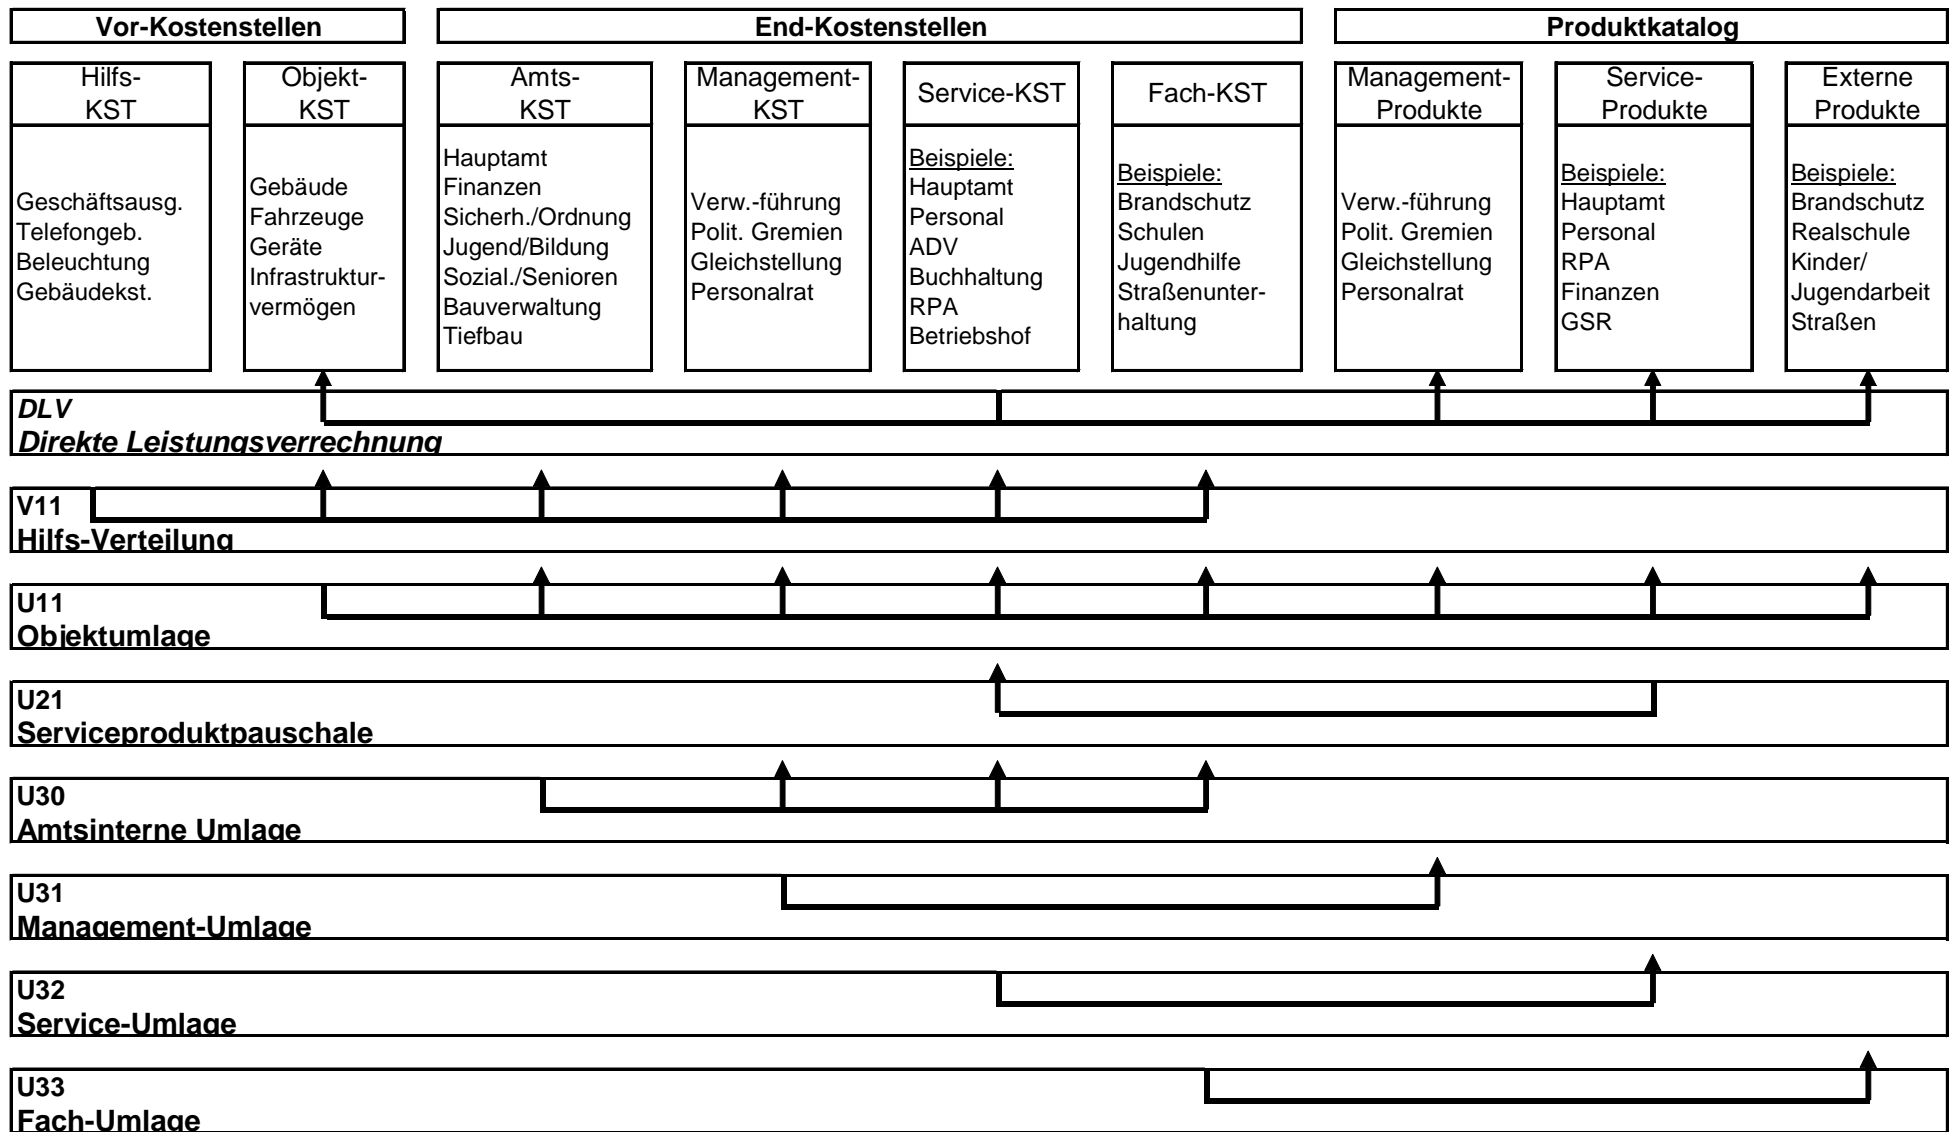 Vor-Kostenstellen
End-Kostenstellen
Produktkatalog
Hilfs-
KST
Objekt-
KST
Amts-
KST
Management-
KST
Service-KST
Fach-KST
Management-
Produkte
Service-
Produkte
Externe
Produkte
Geschäftsausg.
Telefongeb.
Beleuchtung
Gebäudekst.
Gebäude
Fahrzeuge
Geräte
Infrastruktur-
vermögen
Hauptamt
Finanzen
Sicherh./Ordnung
Jugend/Bildung
Sozial./Senioren
Bauverwaltung
Tiefbau
Verw.-führung
Polit. Gremien
Gleichstellung
Personalrat
Beispiele:
Hauptamt
Personal
ADV
Buchhaltung
RPA
Betriebshof
Beispiele:
Brandschutz
Schulen
Jugendhilfe
Straßenunter-
haltung
Verw.-führung
Polit. Gremien
Gleichstellung
Personalrat
Beispiele:
Hauptamt
Personal
RPA
Finanzen
GSR
Beispiele:
Brandschutz
Realschule
Kinder/
Jugendarbeit
Straßen
DLV
Direkte Leistungsverrechnung
V11
Hilfs-Verteilung
U11
Objektumlage
U21
Serviceproduktpauschale
U30
Amtsinterne Umlage
U31
Management-Umlage
U32
Service-Umlage
U33
Fach-Umlage